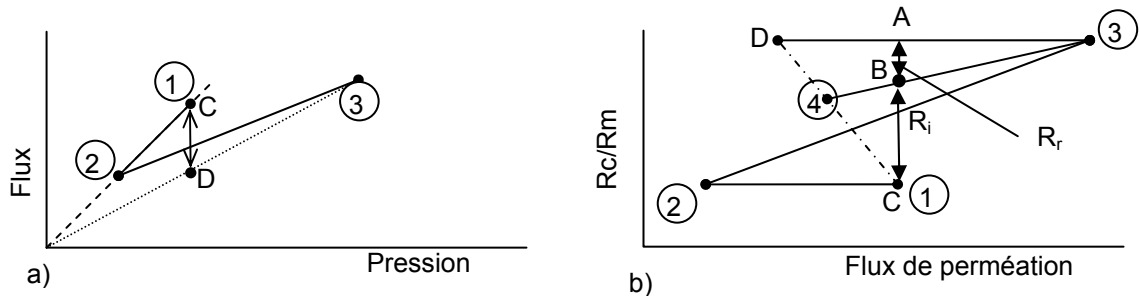 Flux
1
C
2
3
D
Pression
a)
Rc/Rm
A
D
3
B
4
Ri
Rr
2
C
1
Flux de perméation
b)